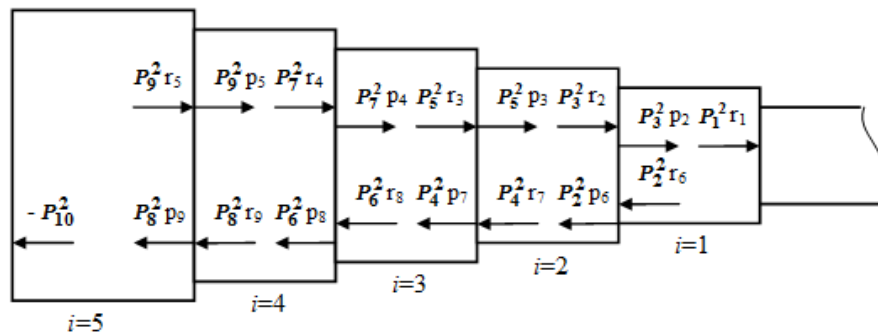 P₉² r₅ P₉² p₅ P₇² r₄ P₇² p₄ P₅² r₃ P₅² p₃ P₃² r₂ P₃² p₂ P₁² r₁
P₂² r₆
- P₁₀² P₈² p₉ P₈² r₉ P₆² p₈ P₆² r₈ P₄² p₇ P₄² r₇ P₂² p₆
i=1
i=2
i=3
i=4
i=5